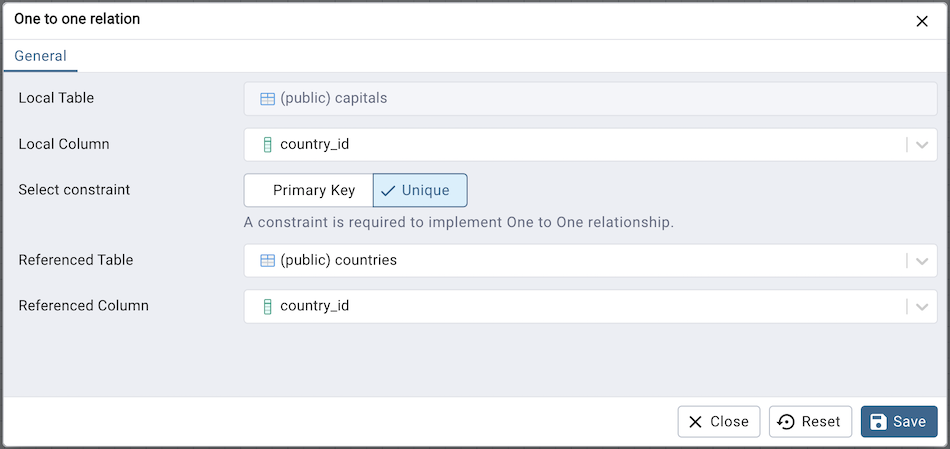 One to one relation
General
Local Table (public) capitals
Local Column country_id
Select constraint Primary Key Unique
A constraint is required to implement One to One relationship.
Referenced Table (public) countries
Referenced Column country_id
Close Reset Save